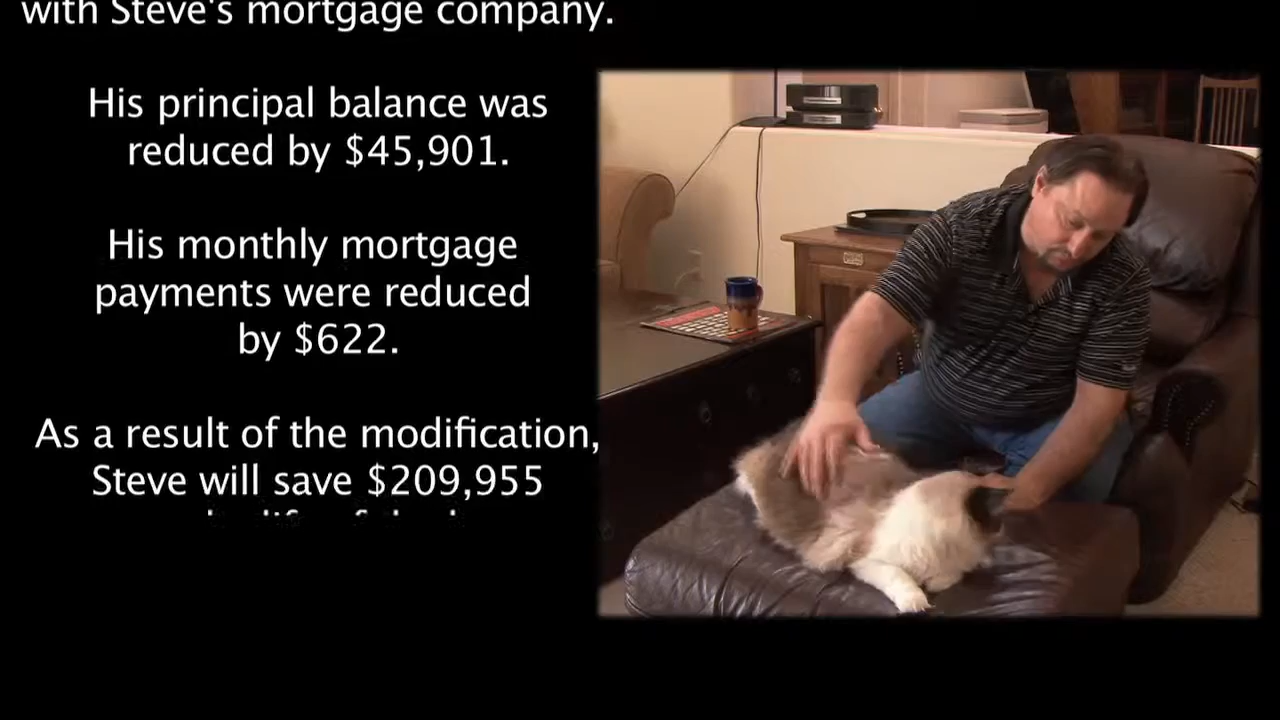 with Steve's mortgage company.
His principal balance was
reduced by $45,901.
His monthly mortgage
payments were reduced
by $622.
As a result of the modification,
Steve will save $209,955